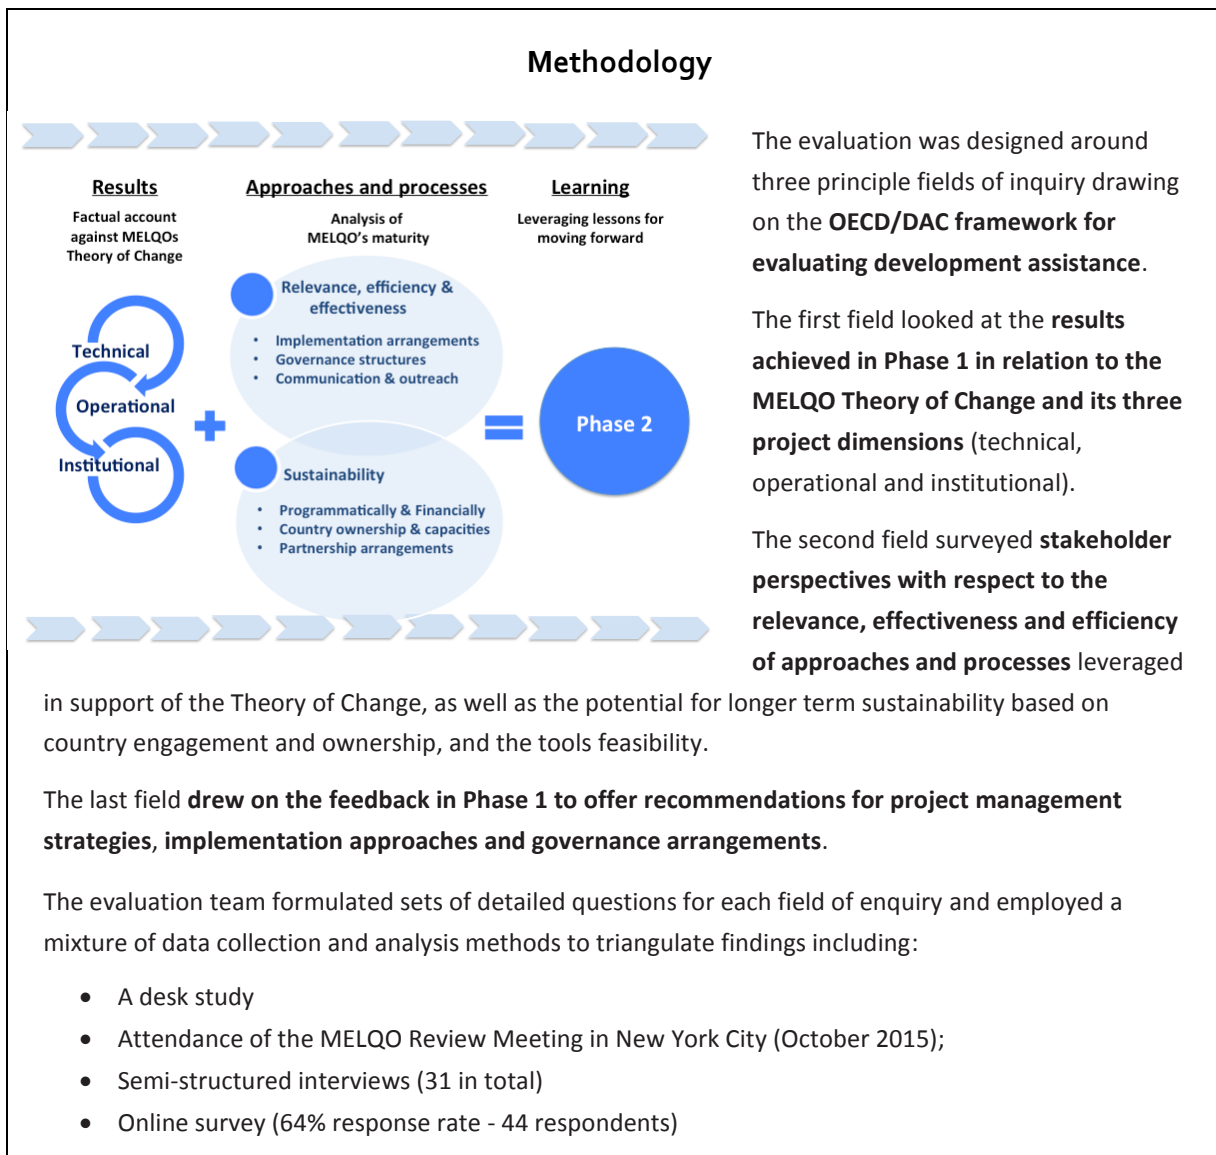 Methodology
Results
Factual account
against MELQOs
Theory of Change
Technical
Operational
Institutional
Approaches and processes
Analysis of
MELQO's maturity
Relevance, efficiency &
effectiveness
• Implementation arrangements
• Governance structures
• Communication & outreach
Sustainability
• Programmatically & Financially
• Country ownership & capacities
• Partnership arrangements
Learning
Leveraging lessons for
moving forward
Phase 2
The evaluation was designed around
three principle fields of inquiry drawing
on the OECD/DAC framework for
evaluating development assistance.
The first field looked at the results
achieved in Phase 1 in relation to the
MELQO Theory of Change and its three
project dimensions (technical,
operational and institutional).
The second field surveyed stakeholder
perspectives with respect to the
relevance, effectiveness and efficiency
of approaches and processes leveraged
in support of the Theory of Change, as well as the potential for longer term sustainability based on
country engagement and ownership, and the tools feasibility.
The last field drew on the feedback in Phase 1 to offer recommendations for project management
strategies, implementation approaches and governance arrangements.
The evaluation team formulated sets of detailed questions for each field of enquiry and employed a
mixture of data collection and analysis methods to triangulate findings including:
• A desk study
• Attendance of the MELQO Review Meeting in New York City (October 2015);
• Semi-structured interviews (31 in total)
• Online survey (64% response rate - 44 respondents)